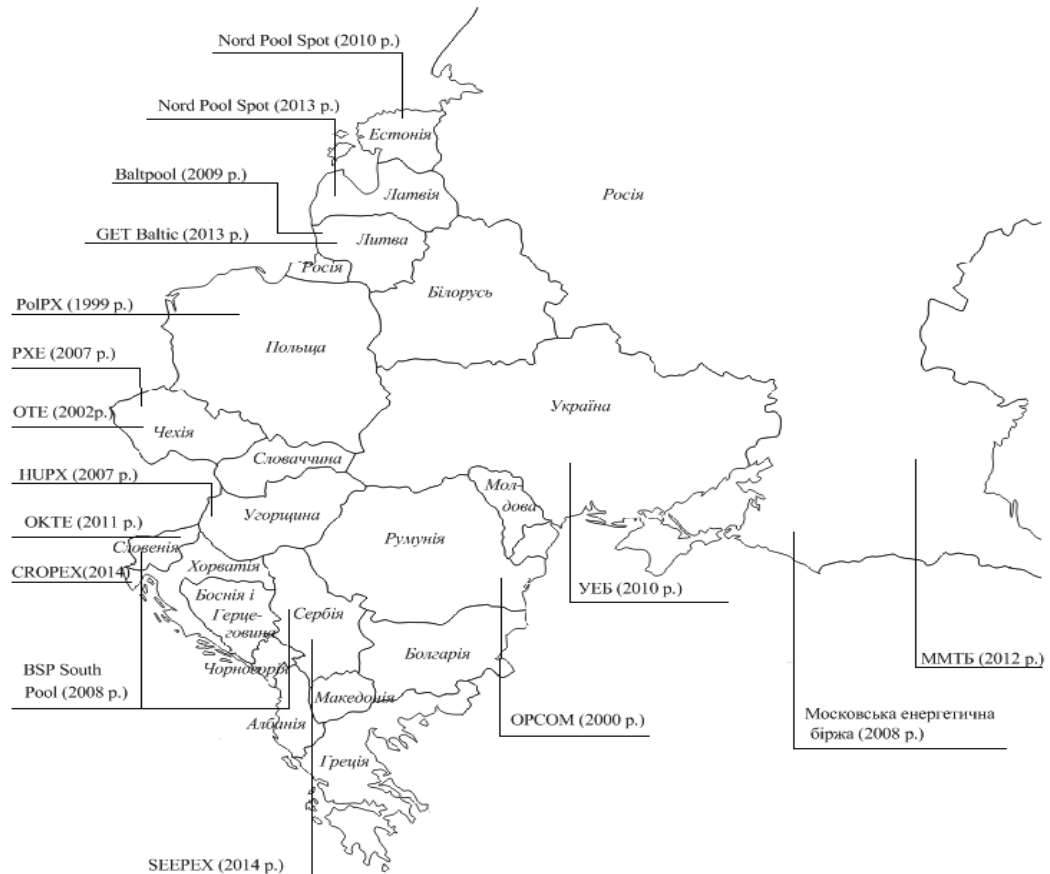 Nord Pool Spot (2010 р.)
Nord Pool Spot (2013 р.)
Естонія
Baltpool (2009 р.)
Латвія
Росія
GET Baltic (2013 р.)
Литва
Росія
Білорусь
PolPX (1999 р.)
Польща
PXE (2007 р.)
OTE (2002р.)
Чехія
Україна
Словаччина
HUPX (2007 р.)
Мол-
дова
Угорщина
OKTE (2011 р.)
Румунія
Словенія
Хорватія
CROPEX(2014)
Боснія і
Герце-
говина
Сербія
УЕБ (2010 р.)
Болгарія
BSP South
Pool (2008 р.)
Чорногорія
ММТБ (2012 р.)
Македонія
Албанія
OPCOM (2000 р.)
Московська енергетична
біржа (2008 р.)
Греція
SEEPEX (2014 р.)